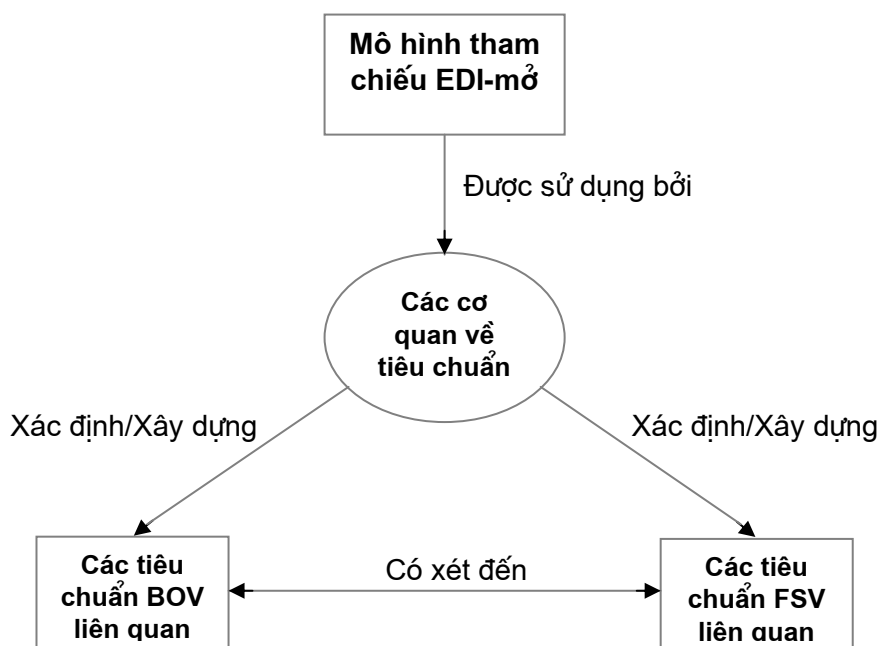 Mô hình tham
chiếu EDI-mở
Được sử dụng bởi
Các cơ
quan về
tiêu chuẩn
Xác định/Xây dựng
Xác định/Xây dựng
Các tiêu
chuẩn BOV
liên quan
Có xét đến
Các tiêu
chuẩn FSV
liên quan